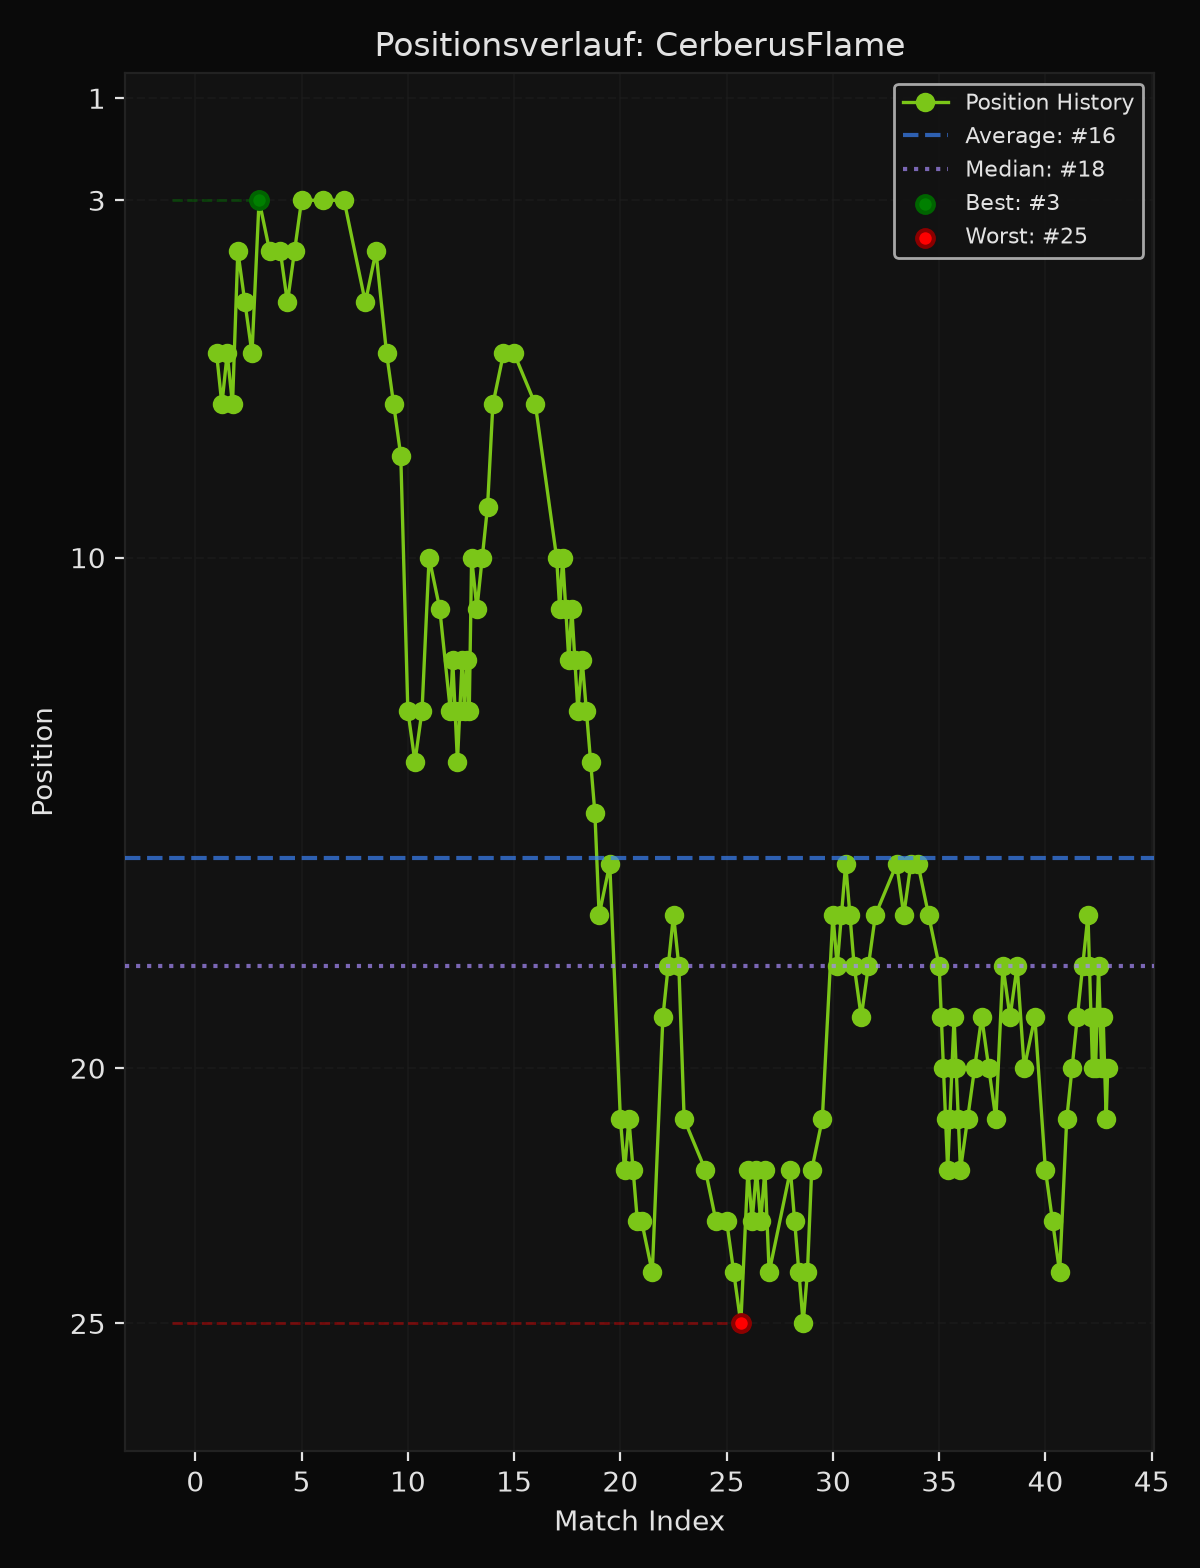 Positionsverlauf: CerberusFlame
Position History
Average: #16
Median: #18
Best: #3
Worst: #25
1
3
10
20
25
Position
0 5 10 15 20 25 30 35 40 45
Match Index